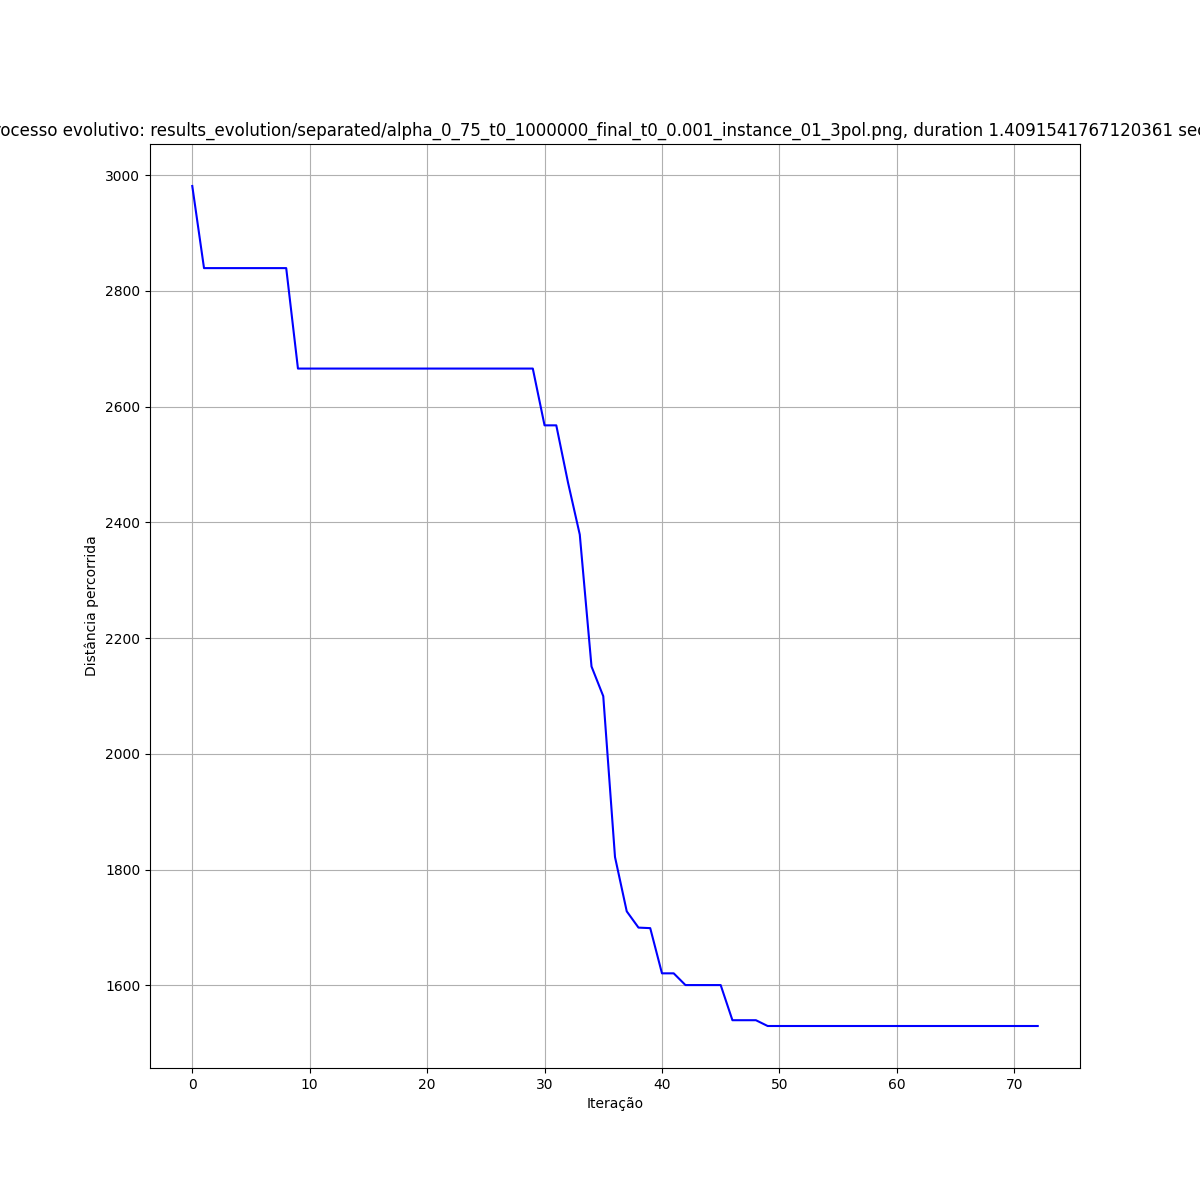 ocesso evolutivo: results_evolution/separated/alpha_0_75_t0_1000000_final_t0_0.001_instance_01_3pol.png, duration 1.4091541767120361 sec
3000
2800
2600
2400
2200
2000
1800
1600
Distância percorrida
0 10 20 30 40 50 60 70
Iteração